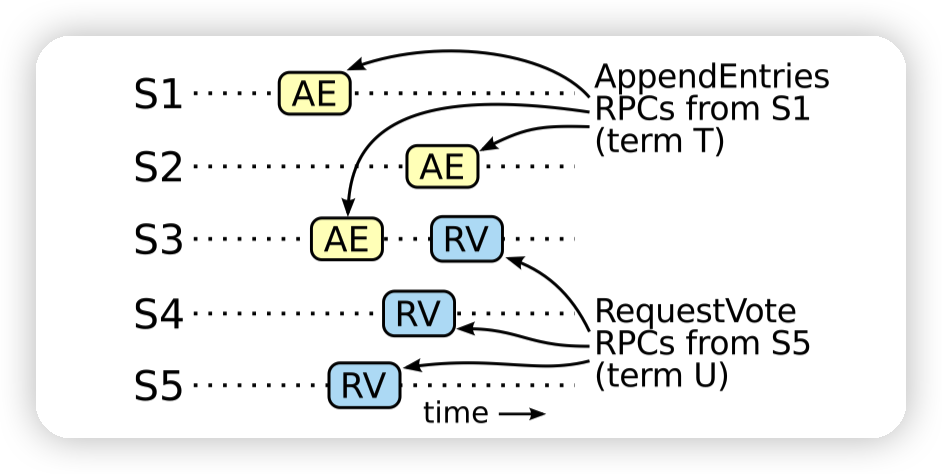 S1 AE AppendEntries
RPCs from S1
(term T)
S2 AE
S3 AE RV
S4 RV RequestVote
RPCs from S5
(term U)
S5 RV
time